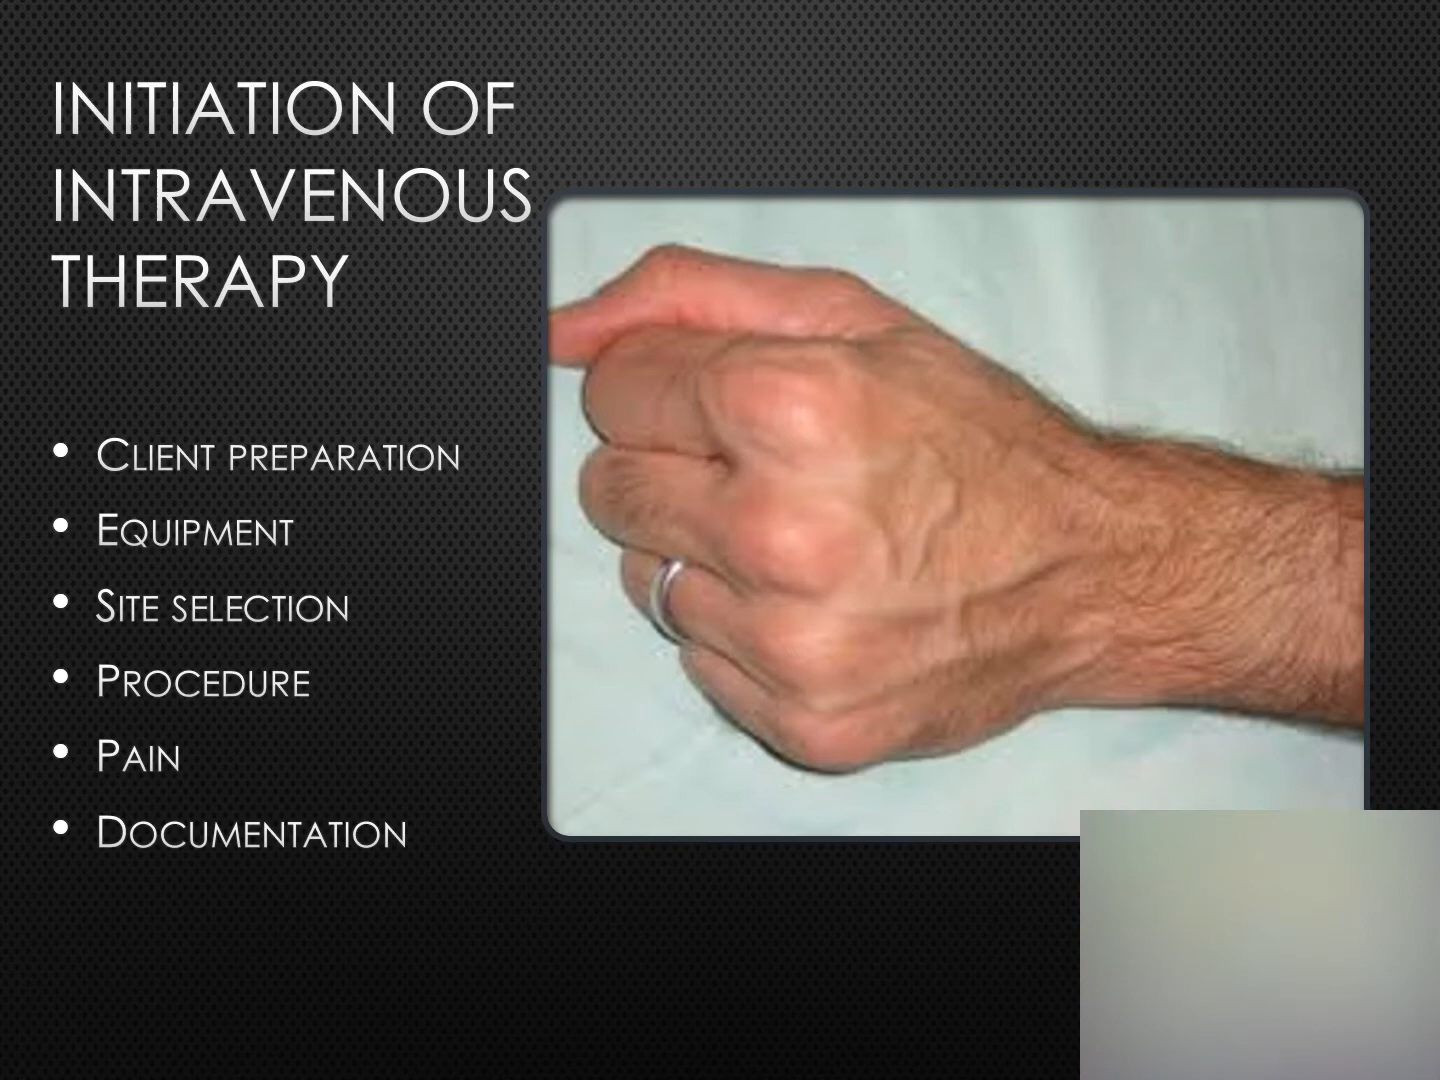 INITIATION OF
INTRAVENOUS
THERAPY
• CLIENT PREPARATION
• EQUIPMENT
• SITE SELECTION
• PROCEDURE
• PAIN
• DOCUMENTATION